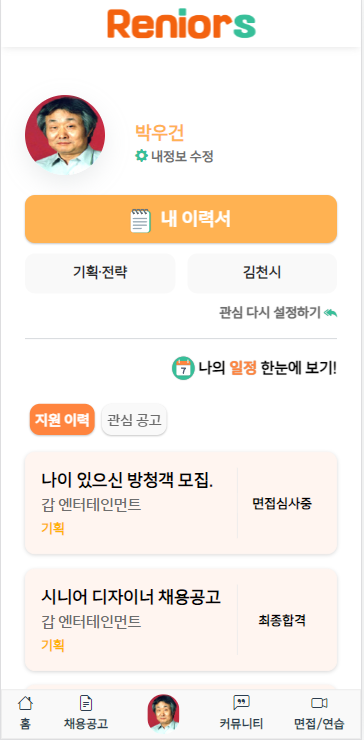 Reniors
박우건
내정보 수정
내 이력서
기획·전략
김천시
관심 다시 설정하기
7
나의 일정 한눈에 보기!
지원 이력
관심 공고
나이 있으신 방청객 모집.
갑 엔터테인먼트
기획
면접심사중
시니어 디자이너 채용공고
갑 엔터테인먼트
기획
최종합격
홈
채용공고
커뮤니티
면접/연습